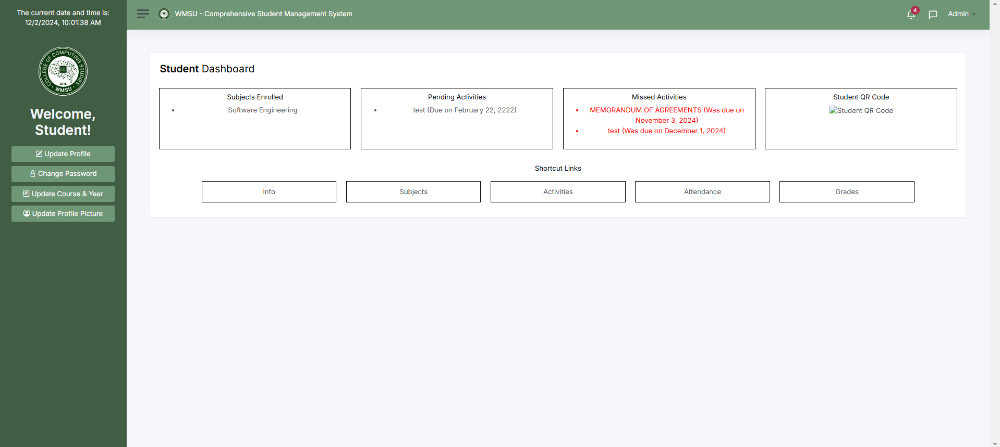 The current date and time is:
12/2/2024, 10:01:38 AM
COLLEGE OF COMPUTING STUDIES
2016
WMSU
Welcome,
Student!
Update Profile
Change Password
Update Course & Year
Update Profile Picture
WMSU - Comprehensive Student Management System
4
Admin
Student Dashboard
Subjects Enrolled
• Software Engineering
Pending Activities
• test (Due on February 22, 2222)
Missed Activities
• MEMORANDUM OF AGREEMENTS (Was due on
November 3, 2024)
• test (Was due on December 1, 2024)
Student QR Code
Student QR Code
Shortcut Links
Info
Subjects
Activities
Attendance
Grades